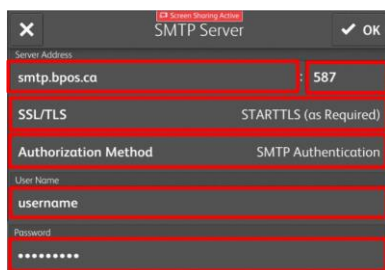 Screen Sharing Active
SMTP Server
OK
Server Address
smtp.bpos.ca : 587
SSL/TLS STARTTLS (as Required)
Authorization Method SMTP Authentication
User Name
username
Password
•••••••••